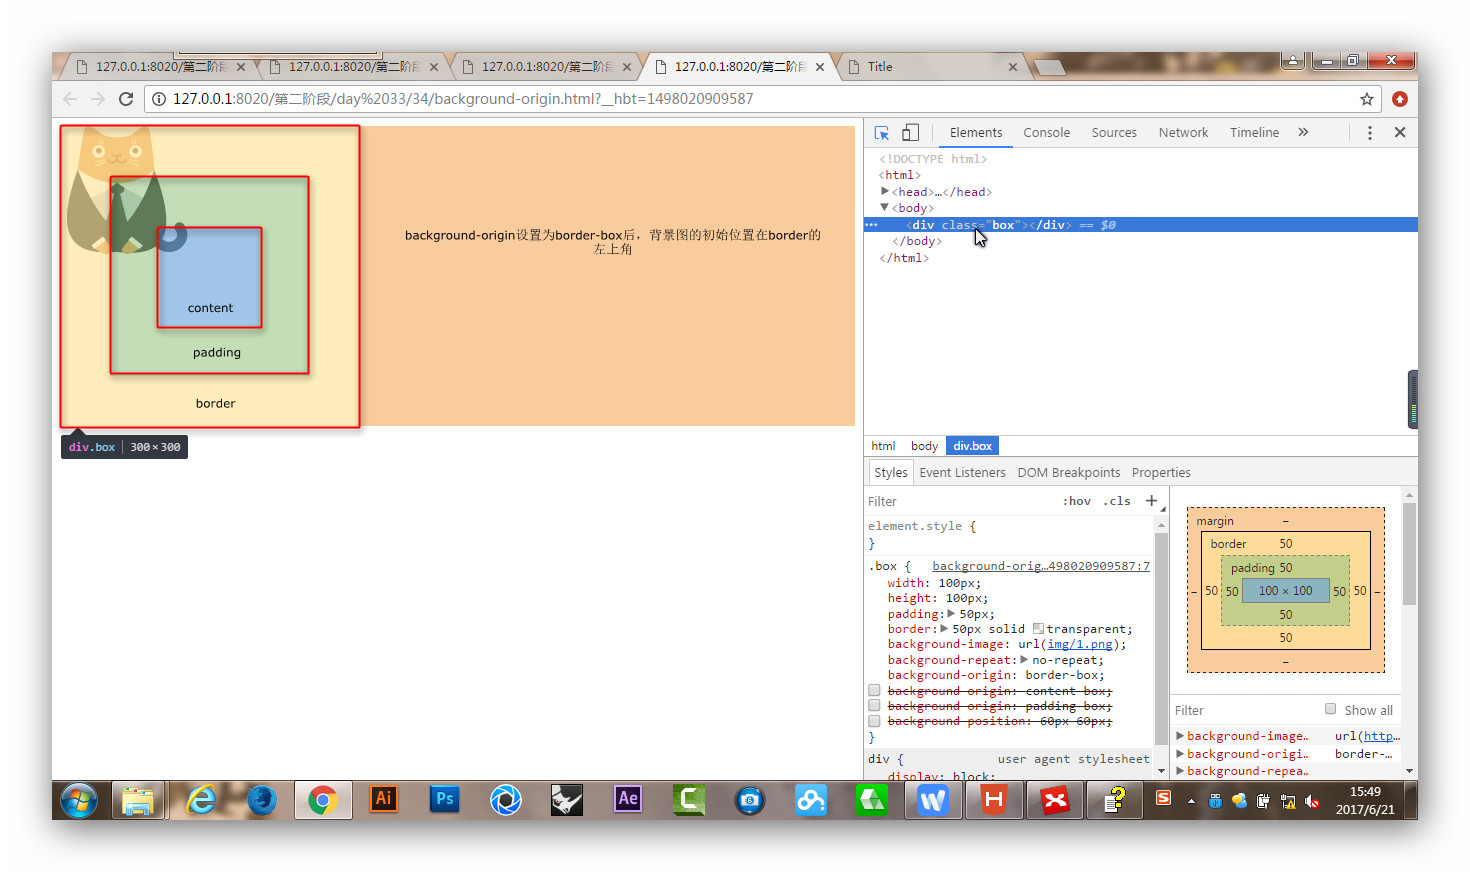 127.0.0.1:8020/第二阶段
127.0.0.1:8020/第二阶段
127.0.0.1:8020/第二阶段
127.0.0.1:8020/第二阶段
Title
127.0.0.1:8020/第二阶段/day%2033/34/background-origin.html?__hbt=1498020909587
background-origin设置为border-box后，背景图的初始位置在border的
左上角
content
padding
border
div.box | 300 × 300
Elements Console Sources Network Timeline »
<!DOCTYPE html>
<html>
<head>…</head>
<body>
<div class="box"></div> == $0
</body>
</html>
html body div.box
Styles Event Listeners DOM Breakpoints Properties
Filter :hov .cls +
element.style {
}
.box { background-orig…498020909587:7
width: 100px;
height: 100px;
padding: 50px;
border: 50px solid transparent;
background-image: url(img/1.png);
background-repeat: no-repeat;
background-origin: border-box;
background-origin: content-box;
background-origin: padding-box;
background-position: 60px 60px;
}
div { user agent stylesheet
display: block;
margin –
border 50
padding 50
– 50 50 100 × 100 50 50 –
50
50
–
Filter Show all
background-image… url(http…
background-origi… border-…
background-repea…
Ai Ps Ae C W H
S
15:49
2017/6/21